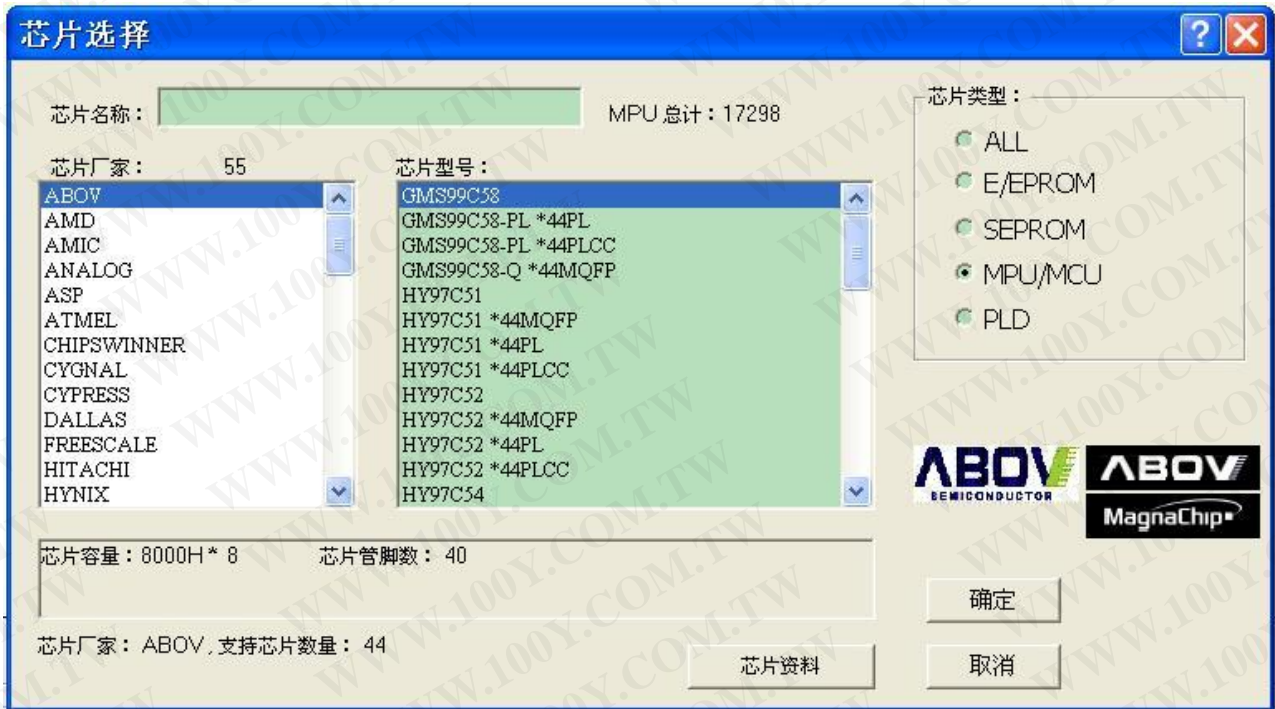 芯片选择
芯片名称：
MPU 总计：17298
芯片厂家： 55
ABOV
AMD
AMIC
ANALOG
ASP
ATMEL
CHIPSWINNER
CYGNAL
CYPRESS
DALLAS
FREESCALE
HITACHI
HYNIX
芯片型号：
GMS99C58
GMS99C58-PL *44PL
GMS99C58-PL *44PLCC
GMS99C58-Q *44MQFP
HY97C51
HY97C51 *44MQFP
HY97C51 *44PL
HY97C51 *44PLCC
HY97C52
HY97C52 *44MQFP
HY97C52 *44PL
HY97C52 *44PLCC
HY97C54
芯片类型：
ALL
E/EPROM
SEPROM
MPU/MCU
PLD
ABOV
SEMICONDUCTOR
ABOV
MagnaChip
芯片容量：8000H * 8 芯片管脚数： 40
芯片厂家： ABOV , 支持芯片数量： 44
芯片资料
确定
取消
WWW.100Y.COM.TW